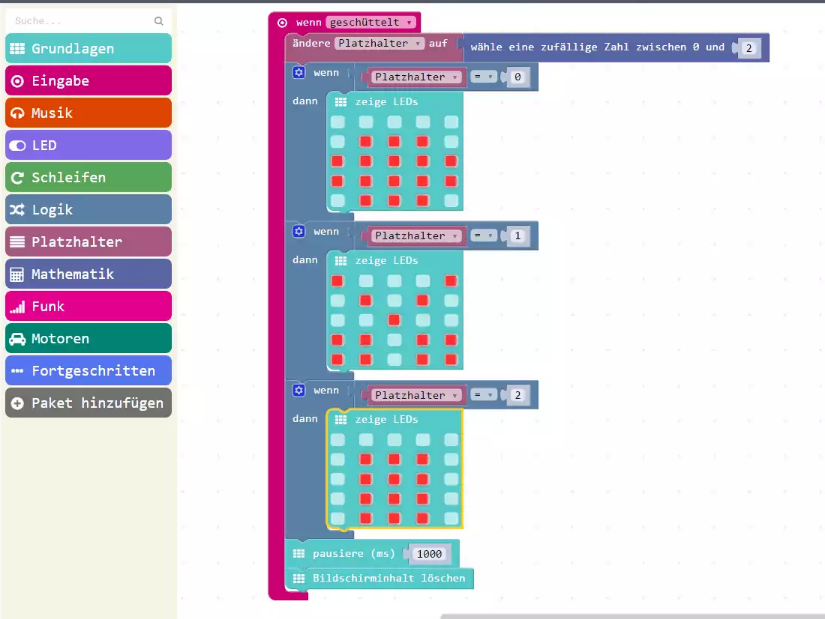 Suche...
Grundlagen
Eingabe
Musik
LED
Schleifen
Logik
Platzhalter
Mathematik
Funk
Motoren
Fortgeschritten
Paket hinzufügen
wenn geschüttelt
ändere Platzhalter auf wähle eine zufällige Zahl zwischen 0 und 2
wenn Platzhalter = 0
dann zeige LEDs
wenn Platzhalter = 1
dann zeige LEDs
wenn Platzhalter = 2
dann zeige LEDs
pausiere (ms) 1000
Bildschirminhalt löschen